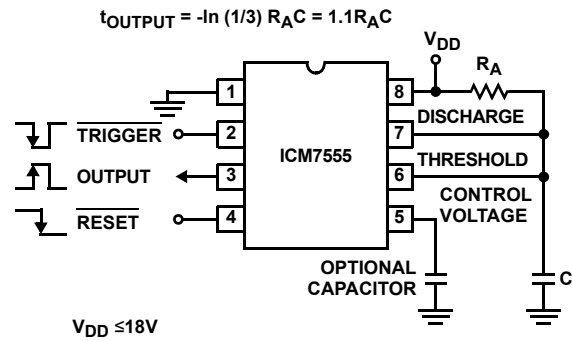 tOUTPUT = -ln (1/3) RAC = 1.1RAC
VDD
RA
1
8
DISCHARGE
TRIGGER
2
7
ICM7555
OUTPUT
3
THRESHOLD
6
CONTROL
VOLTAGE
RESET
4
5
OPTIONAL
CAPACITOR
C
VDD ≤18V